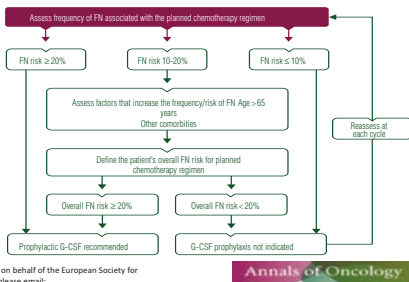 Assess frequency of FN associated with the planned chemotherapy regimen
FN risk ≥ 20%
FN risk 10-20%
FN risk ≤ 10%
Assess factors that increase the frequency/risk of FN Age > 65
years
Other comorbities
Reassess at
each cycle
Define the patient's overall FN risk for planned
chemotherapy regimen
Overall FN risk ≥ 20%
Overall FN risk < 20%
Prophylactic G-CSF recommended
G-CSF prophylaxis not indicated
on behalf of the European Society for
please email:
Annals of Oncology